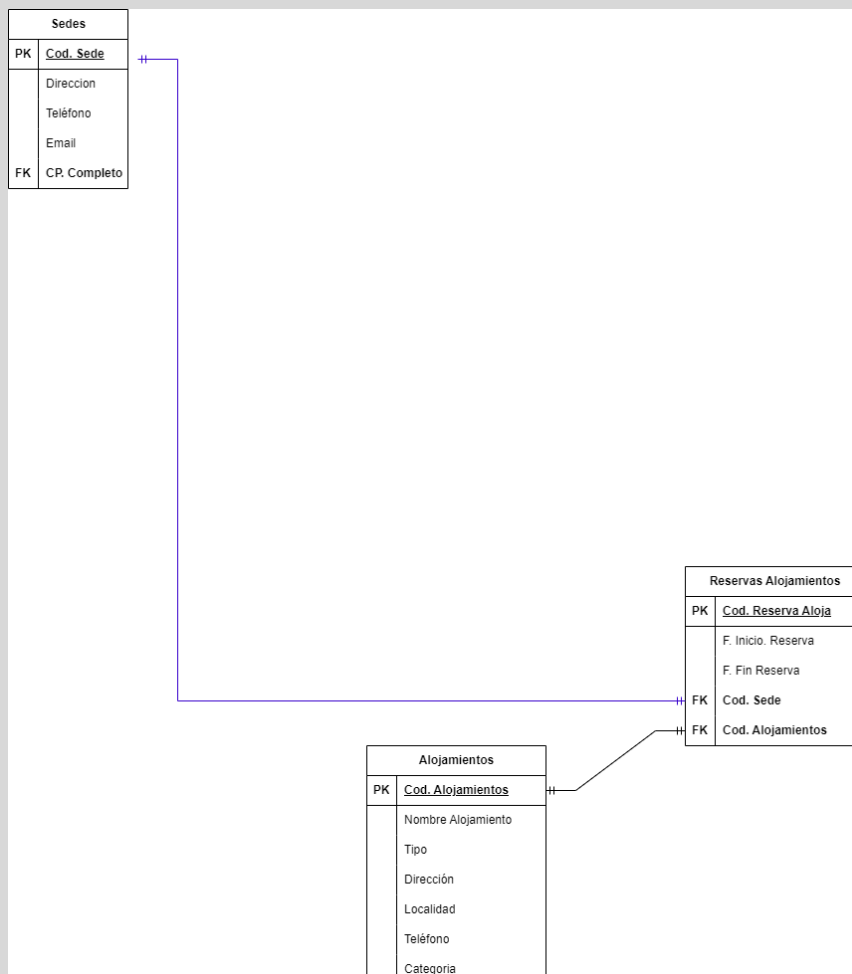 Sedes
PK Cod. Sede
Direccion
Teléfono
Email
FK CP. Completo
Reservas Alojamientos
PK Cod. Reserva Aloja
F. Inicio. Reserva
F. Fin Reserva
FK Cod. Sede
FK Cod. Alojamientos
Alojamientos
PK Cod. Alojamientos
Nombre Alojamiento
Tipo
Dirección
Localidad
Teléfono
Categoria